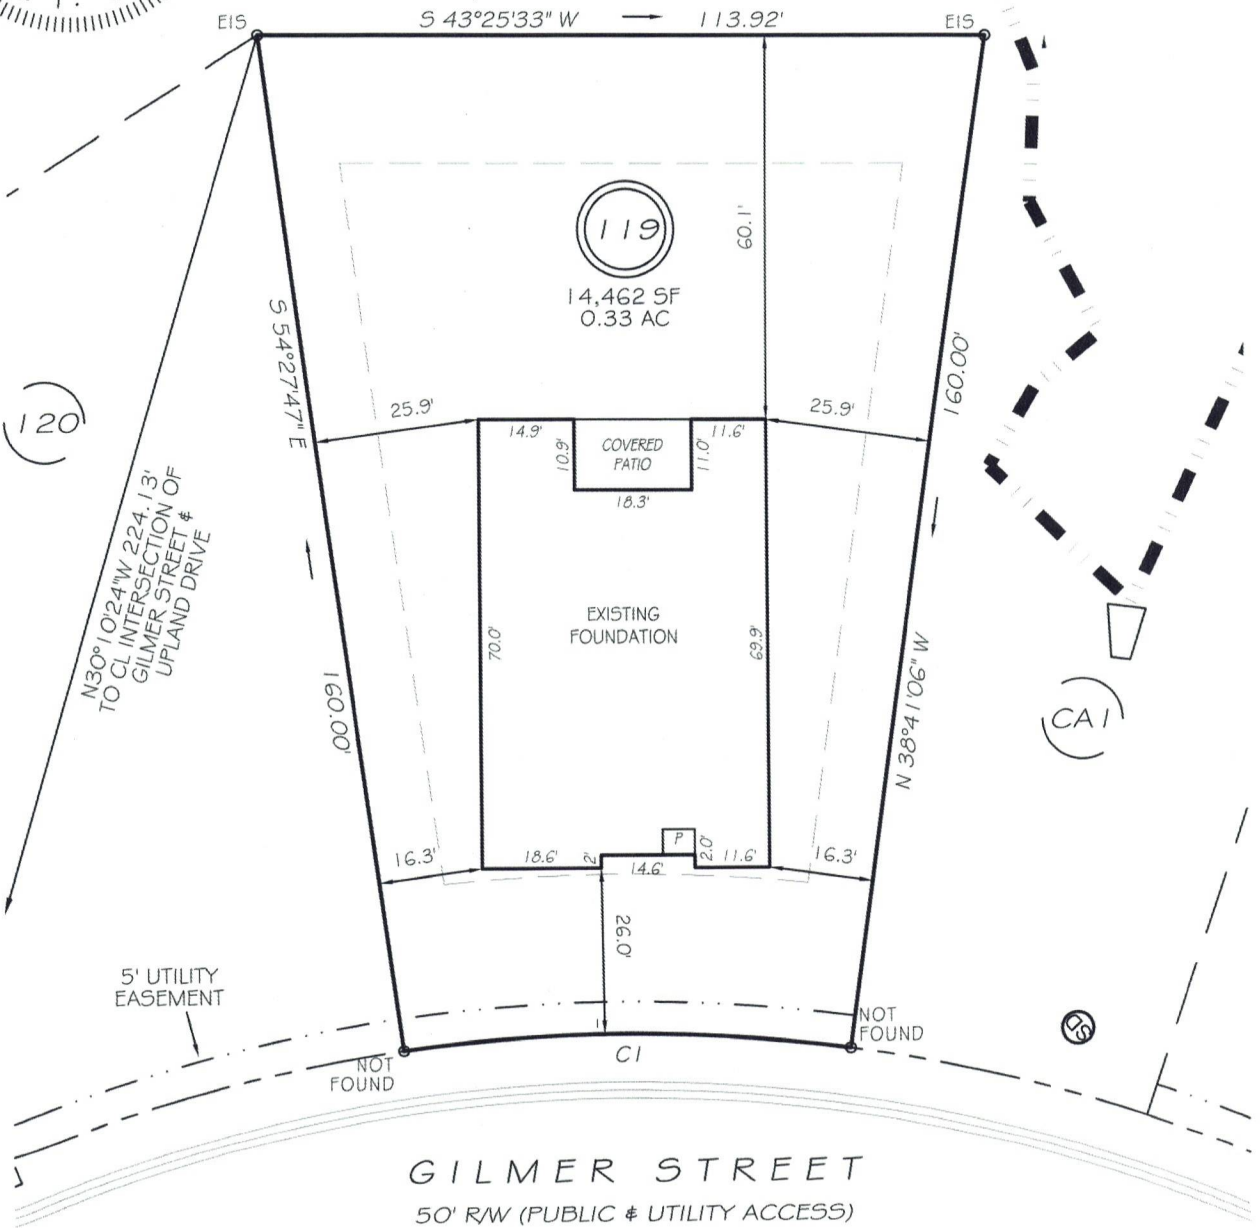 EIS
S 43°25'33" W
113.92'
EIS
119
14,462 SF
0.33 AC
60.1'
S 54°27'47" E
160.00'
120
N30°10'24"W 224.13'
TO CL INTERSECTION OF
GILMER STREET &
UPLAND DRIVE
25.9'
25.9'
14.9'
10.9'
COVERED
PATIO
11.0'
11.6'
18.3'
160.00'
N 38°41'06" W
EXISTING
FOUNDATION
70.0'
69.9'
CA1
P
16.3'
18.6'
2'
14.6'
2.0'
11.6'
16.3'
26.0'
5' UTILITY
EASEMENT
NOT
FOUND
NOT
FOUND
C1
SD
GILMER STREET
50' R/W (PUBLIC & UTILITY ACCESS)